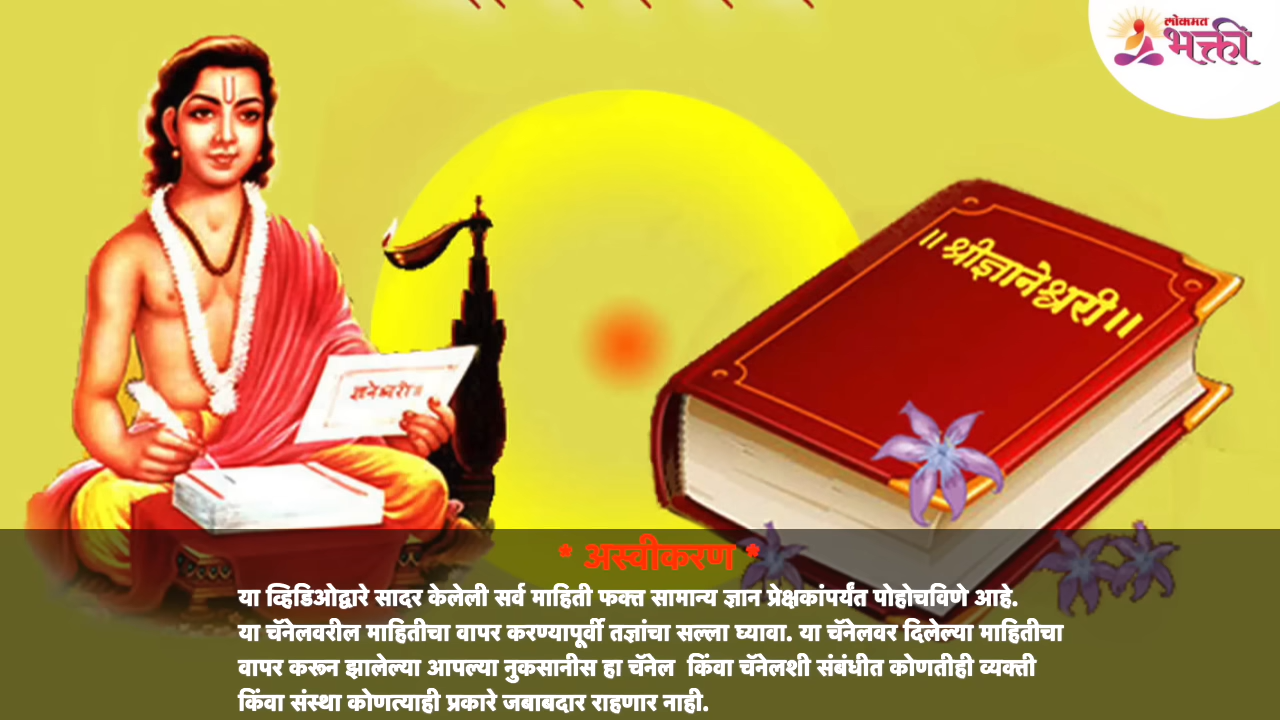 लोकमत
भक्ती
॥श्रीज्ञानेश्वरी॥
ज्ञनेश्वरी॥
* अस्वीकरण *
या व्हिडिओद्वारे सादर केलेली सर्व माहिती फक्त सामान्य ज्ञान प्रेक्षकांपर्यंत पोहोचविणे आहे.
या चॅनेलवरील माहितीचा वापर करण्यापूर्वी तज्ञांचा सल्ला घ्यावा. या चॅनेलवर दिलेल्या माहितीचा
वापर करून झालेल्या आपल्या नुकसानीस हा चॅनेल किंवा चॅनेलशी संबंधीत कोणतीही व्यक्ती
किंवा संस्था कोणत्याही प्रकारे जबाबदार राहणार नाही.